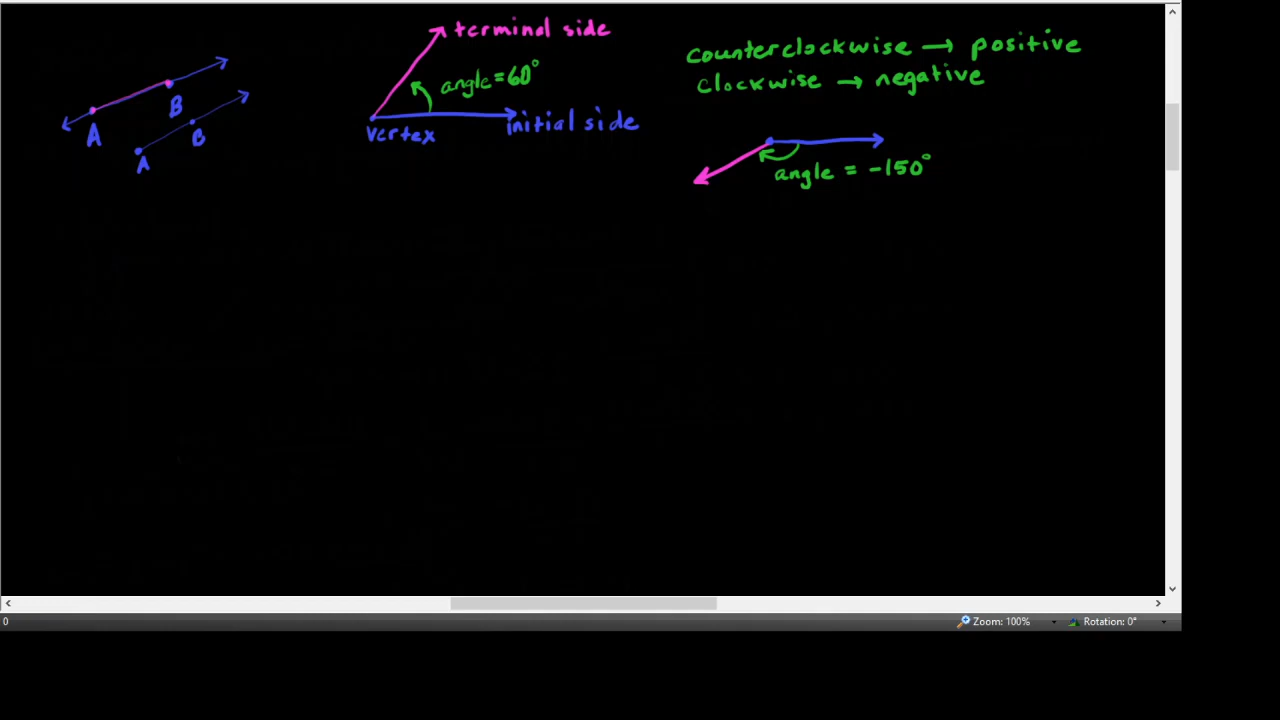 A
B
A
B
terminal side
angle=60°
vertex
initial side
counterclockwise → positive
clockwise → negative
angle = -150°
0
Zoom: 100%
Rotation: 0°